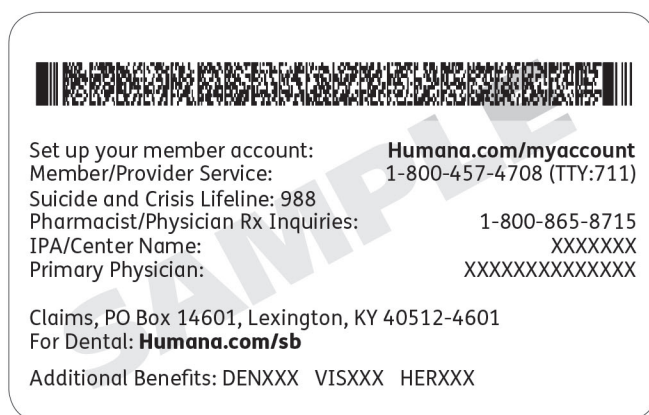 Set up your member account: Humana.com/myaccount
Member/Provider Service: 1-800-457-4708 (TTY:711)
Suicide and Crisis Lifeline: 988
Pharmacist/Physician Rx Inquiries: 1-800-865-8715
IPA/Center Name: XXXXXXX
Primary Physician: XXXXXXXXXXXXXX
Claims, PO Box 14601, Lexington, KY 40512-4601
For Dental: Humana.com/sb
Additional Benefits: DENXXX VISXXX HERXXX
SAMPLE